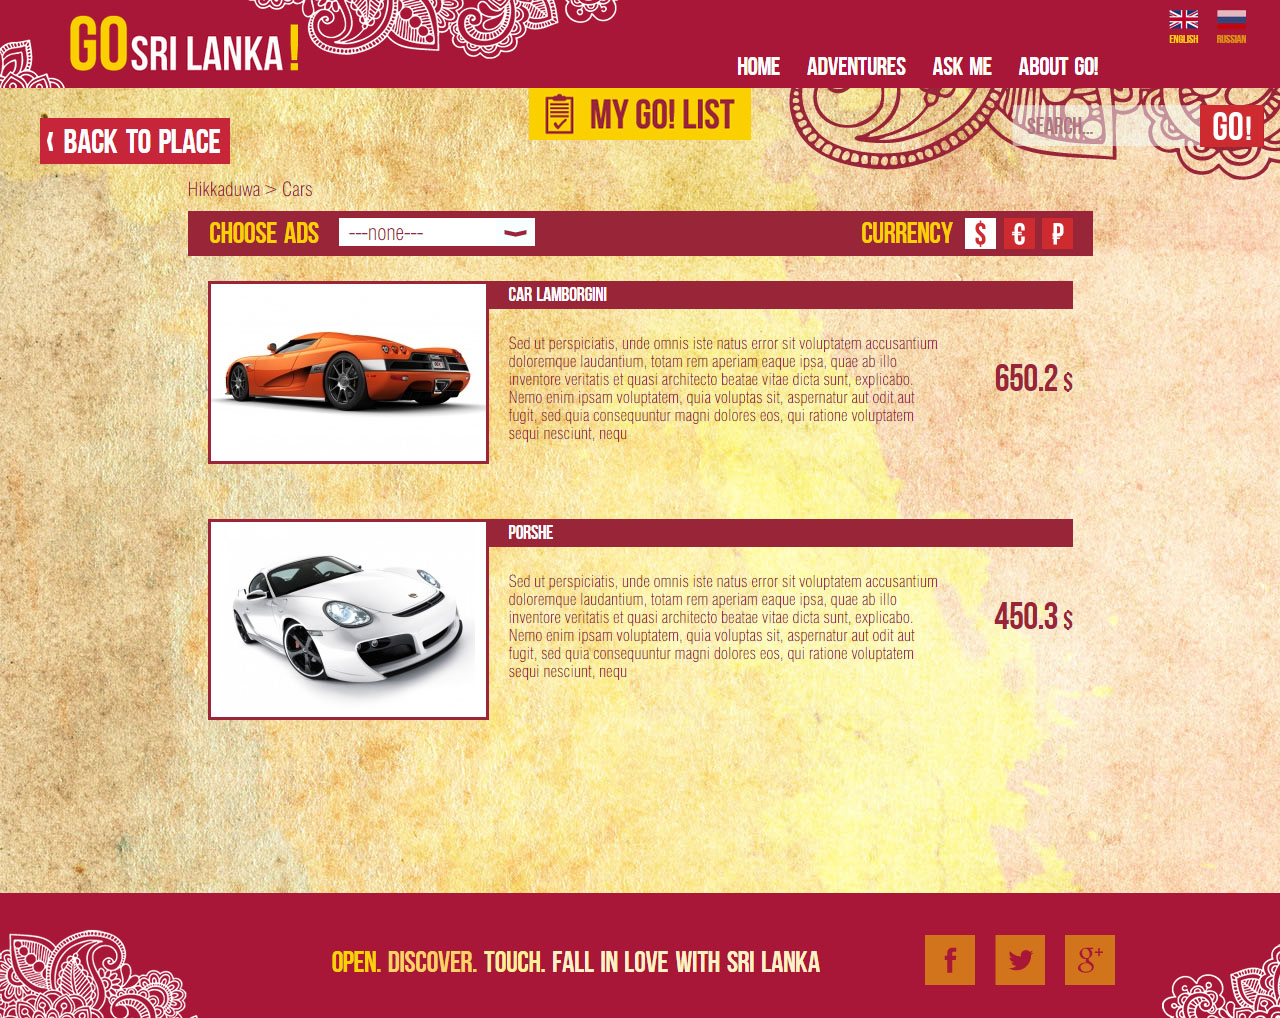 GO SRI LANKA !
ENGLISH
RUSSIAN
HOME
ADVENTURES
ASK ME
ABOUT GO!
MY GO! LIST
SEARCH...
GO!
BACK TO PLACE
Hikkaduwa > Cars
CHOOSE ADS
---none---
CURRENCY
$
€
₽
CAR LAMBORGINI
Sed ut perspiciatis, unde omnis iste natus error sit voluptatem accusantium
doloremque laudantium, totam rem aperiam eaque ipsa, quae ab illo
inventore veritatis et quasi architecto beatae vitae dicta sunt, explicabo.
Nemo enim ipsam voluptatem, quia voluptas sit, aspernatur aut odit aut
fugit, sed quia consequuntur magni dolores eos, qui ratione voluptatem
sequi nesciunt, nequ
650.2 $
PORSHE
Sed ut perspiciatis, unde omnis iste natus error sit voluptatem accusantium
doloremque laudantium, totam rem aperiam eaque ipsa, quae ab illo
inventore veritatis et quasi architecto beatae vitae dicta sunt, explicabo.
Nemo enim ipsam voluptatem, quia voluptas sit, aspernatur aut odit aut
fugit, sed quia consequuntur magni dolores eos, qui ratione voluptatem
sequi nesciunt, nequ
450.3 $
OPEN. DISCOVER. TOUCH. FALL IN LOVE WITH SRI LANKA
f
g+